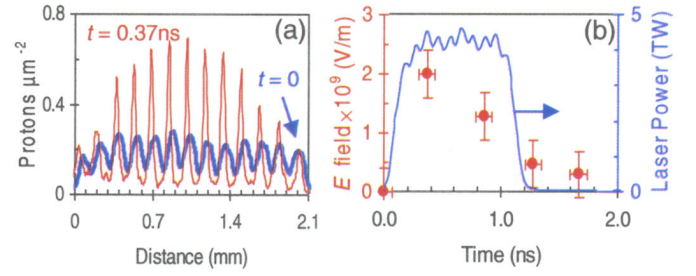 (a)
t = 0.37ns
t = 0
Protons µm⁻²
0.8
0.4
0
0 0.7 1.4 2.1
Distance (mm)
(b)
E field×10⁹ (V/m)
3
2
1
0
Laser Power (TW)
5
0
0.0 1.0 2.0
Time (ns)